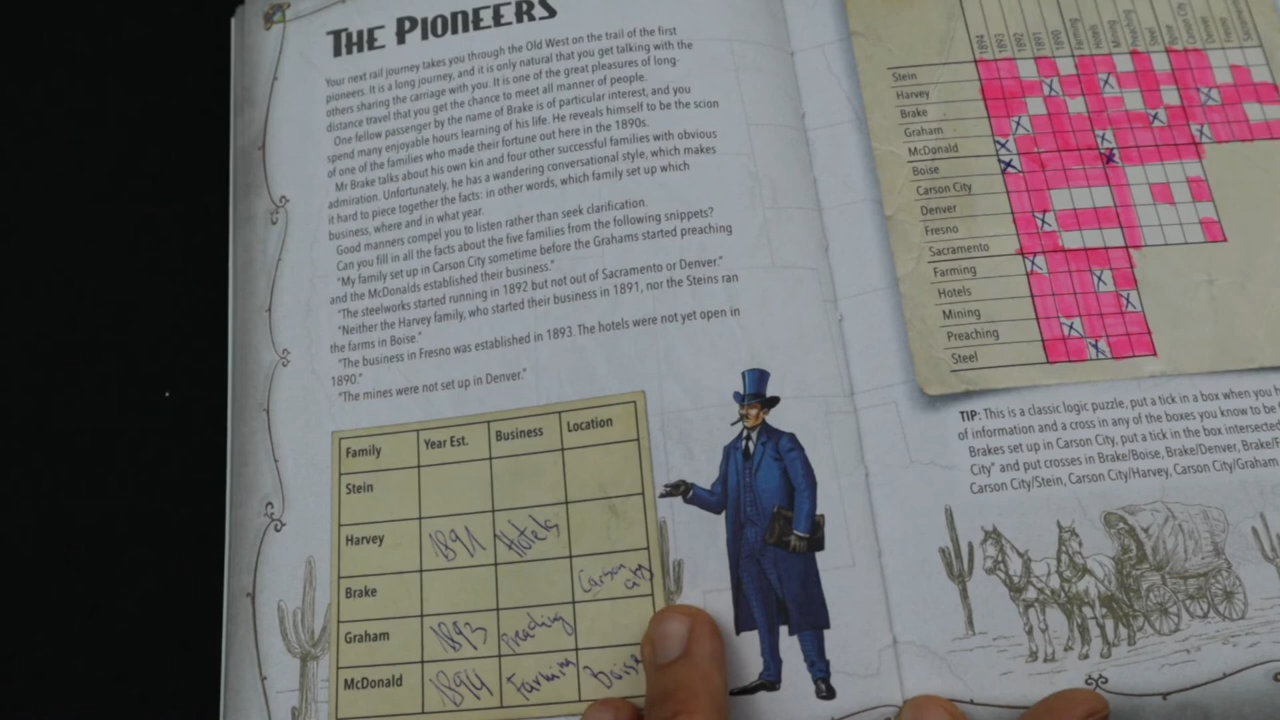 THE PIONEERS
Your next rail journey takes you through the Old West on the trail of the first
pioneers. It is a long journey, and it is only natural that you get talking with the
others sharing the carriage with you. It is one of the great pleasures of long-
distance travel that you get the chance to meet all manner of people.
One fellow passenger by the name of Brake is of particular interest, and you
spend many enjoyable hours learning of his life. He reveals himself to be the scion
of one of the families who made their fortune out here in the 1890s.
Mr Brake talks about his own kin and four other successful families with obvious
admiration. Unfortunately, he has a wandering conversational style, which makes
it hard to piece together the facts: in other words, which family set up which
business, where and in what year.
Good manners compel you to listen rather than seek clarification.
Can you fill in all the facts about the five families from the following snippets?
"My family set up in Carson City sometime before the Grahams started preaching
and the McDonalds established their business."
"The steelworks started running in 1892 but not out of Sacramento or Denver."
"Neither the Harvey family, who started their business in 1891, nor the Steins ran
the farms in Boise."
"The business in Fresno was established in 1893. The hotels were not yet open in
1890."
"The mines were not set up in Denver."
Family Year Est. Business Location
Stein
Harvey 1891 Hotels
Brake Carson City
Graham 1893 Preaching
McDonald 1894 Farming Boise
1894 1893 1892 1891 1890 Farming Hotels Mining Preaching Steel Boise Carson City Denver Fresno Sacramento
Stein
Harvey
Brake
Graham
McDonald
Boise
Carson City
Denver
Fresno
Sacramento
Farming
Hotels
Mining
Preaching
Steel
TIP: This is a classic logic puzzle, put a tick in a box when you
of information and a cross in any of the boxes you know to be
Brakes set up in Carson City, put a tick in the box intersected
City" and put crosses in Brake/Boise, Brake/Denver,
Carson City/Stein, Carson City/Harvey, Carson City/Graham